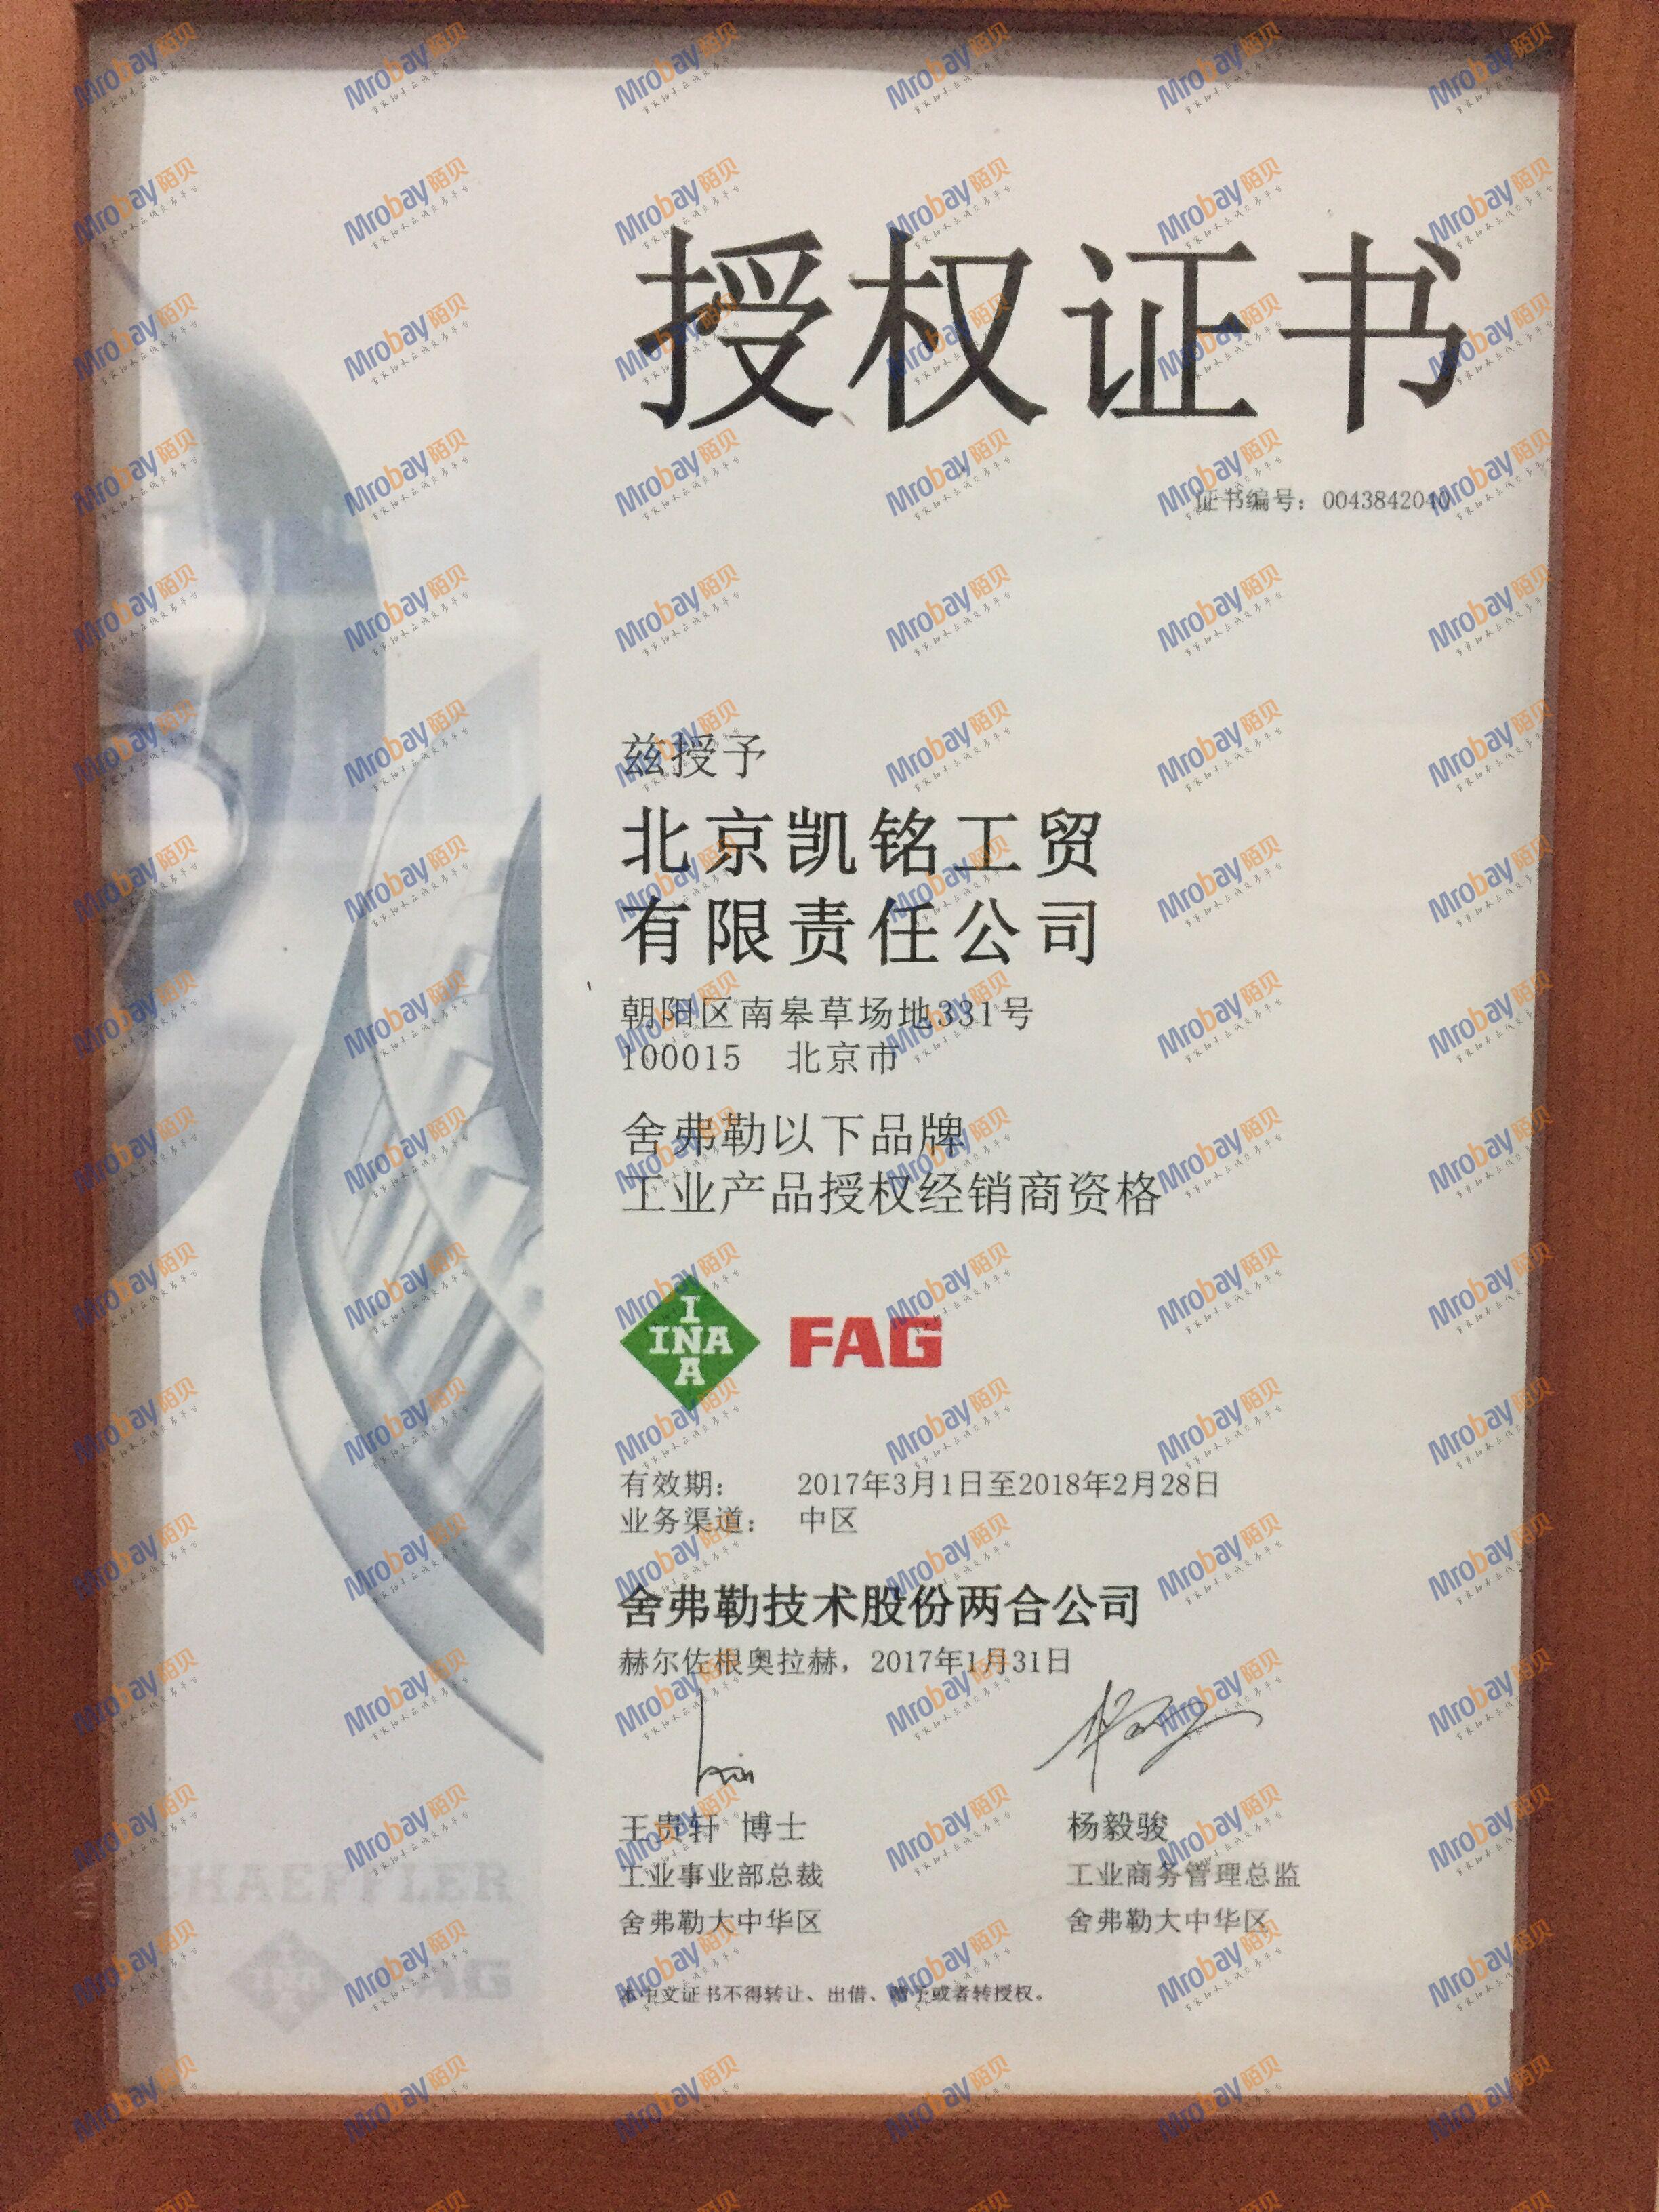 授权证书
证书编号：0043842040
兹授予
北京凯铭工贸
有限责任公司
朝阳区南皋草场地331号
100015 北京市
舍弗勒以下品牌
工业产品授权经销商资格
INA FAG
有效期： 2017年3月1日至2018年2月28日
业务渠道： 中区
舍弗勒技术股份两合公司
赫尔佐根奥拉赫，2017年1月31日
王贵轩 博士 杨毅骏
工业事业部总裁 工业商务管理总监
舍弗勒大中华区 舍弗勒大中华区
本中文证书不得转让、出借、赠予或者转授权。
Mrobay陌贝